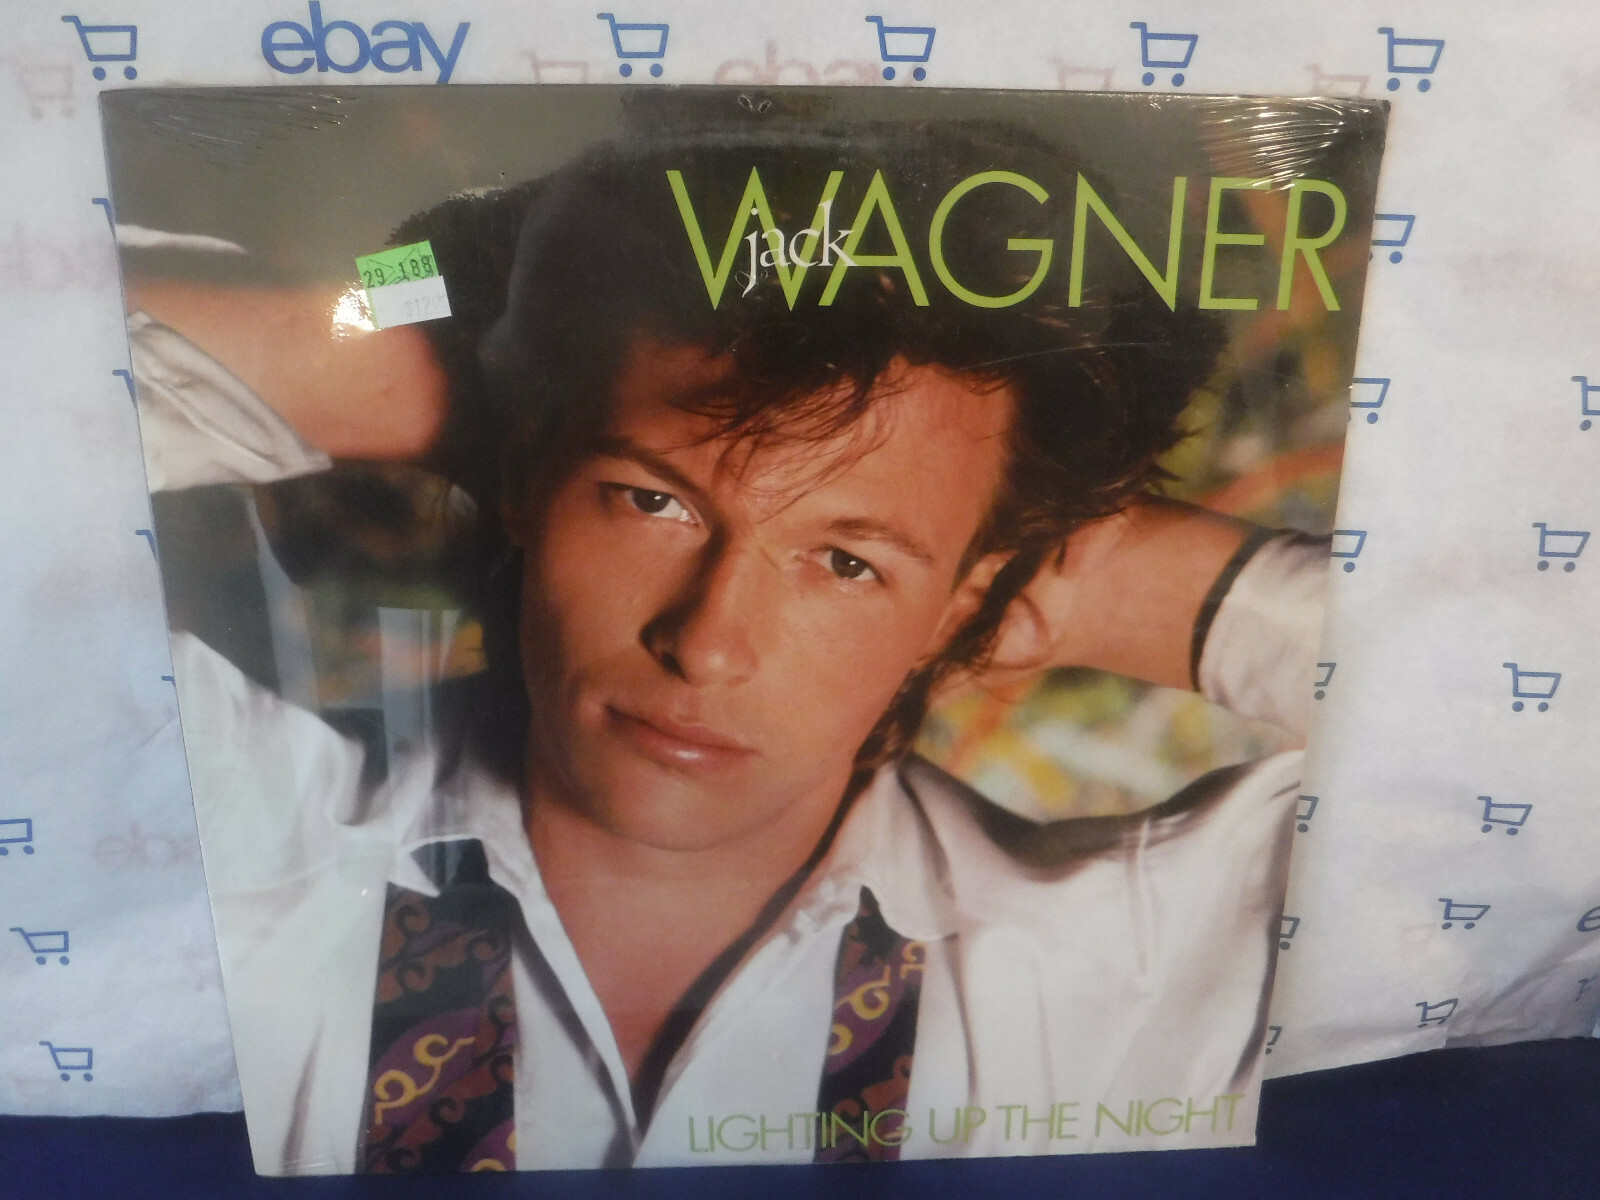 ebay
jack
WAGNER
29 188
LIGHTING UP THE NIGHT